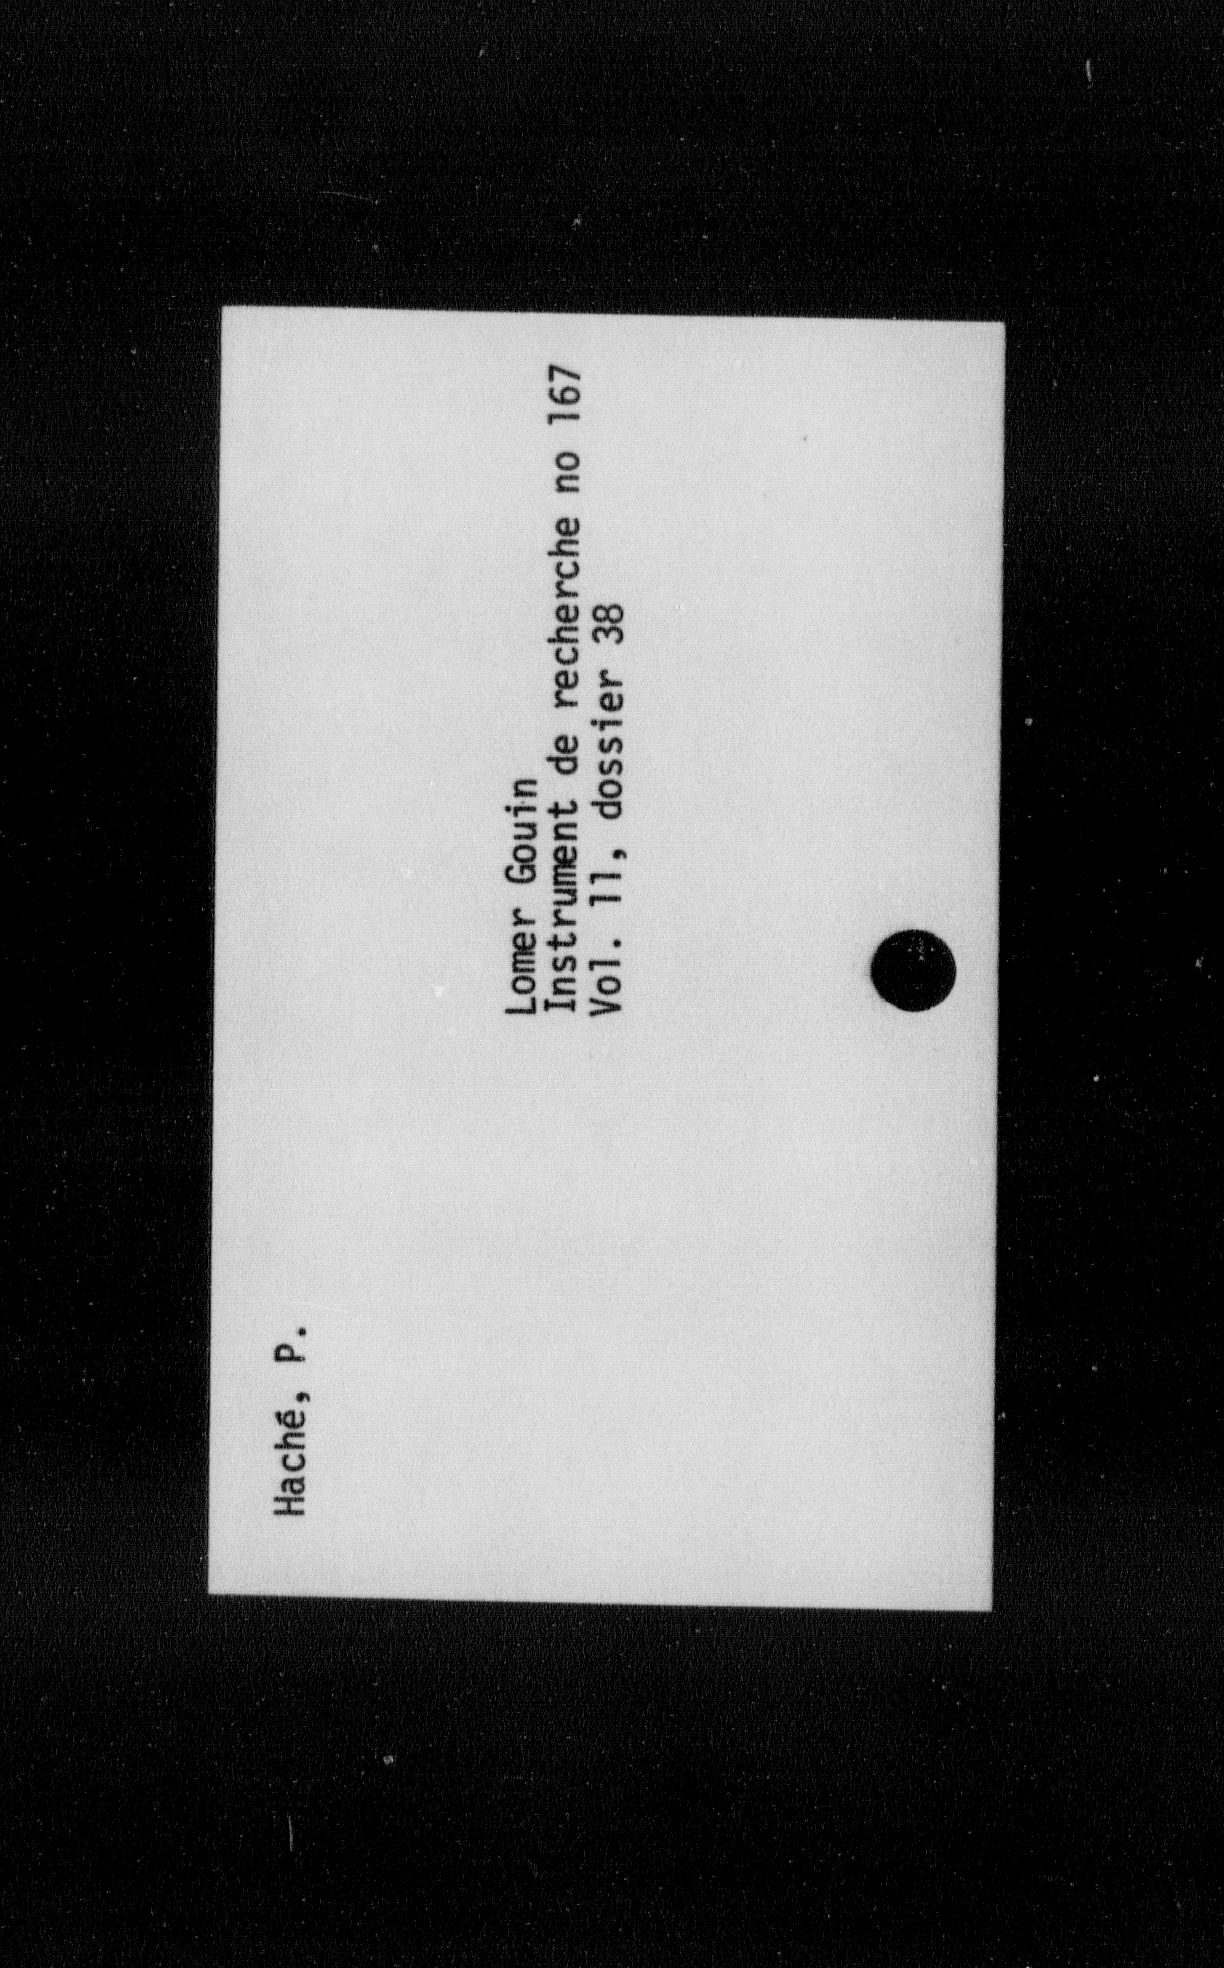 Haché, P.
Lomer Gouin
Instrument de recherche no 167
Vol. 11, dossier 38